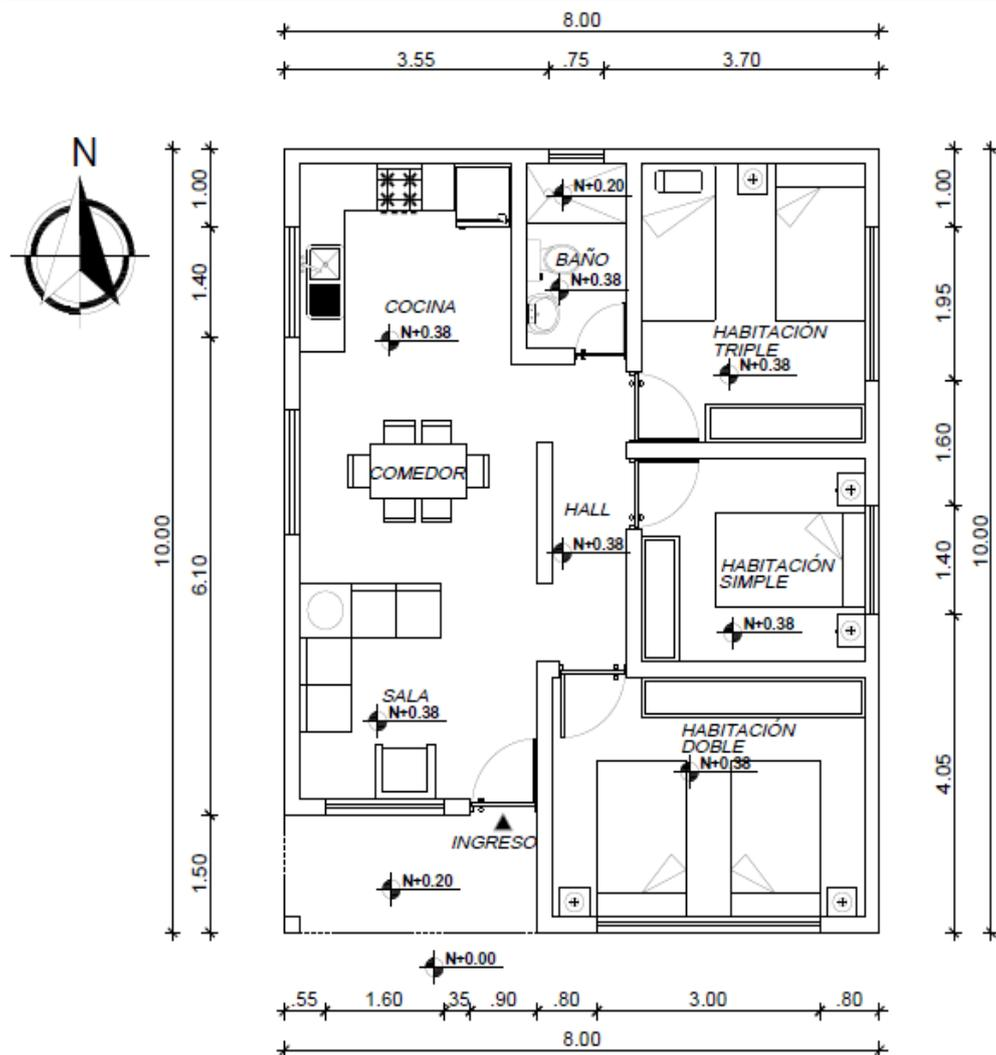 8.00
3.55 .75 3.70
N
1.00
1.40
6.10
1.50
10.00
1.00
1.95
1.60
1.40
4.05
10.00
N+0.20
BAÑO
N+0.38
COCINA
N+0.38
HABITACIÓN
TRIPLE
N+0.38
COMEDOR
HALL
N+0.38
HABITACIÓN
SIMPLE
N+0.38
SALA
N+0.38
HABITACIÓN
DOBLE
N+0.38
INGRESO
N+0.20
N+0.00
.55 1.60 .35 .90 .80 3.00 .80
8.00